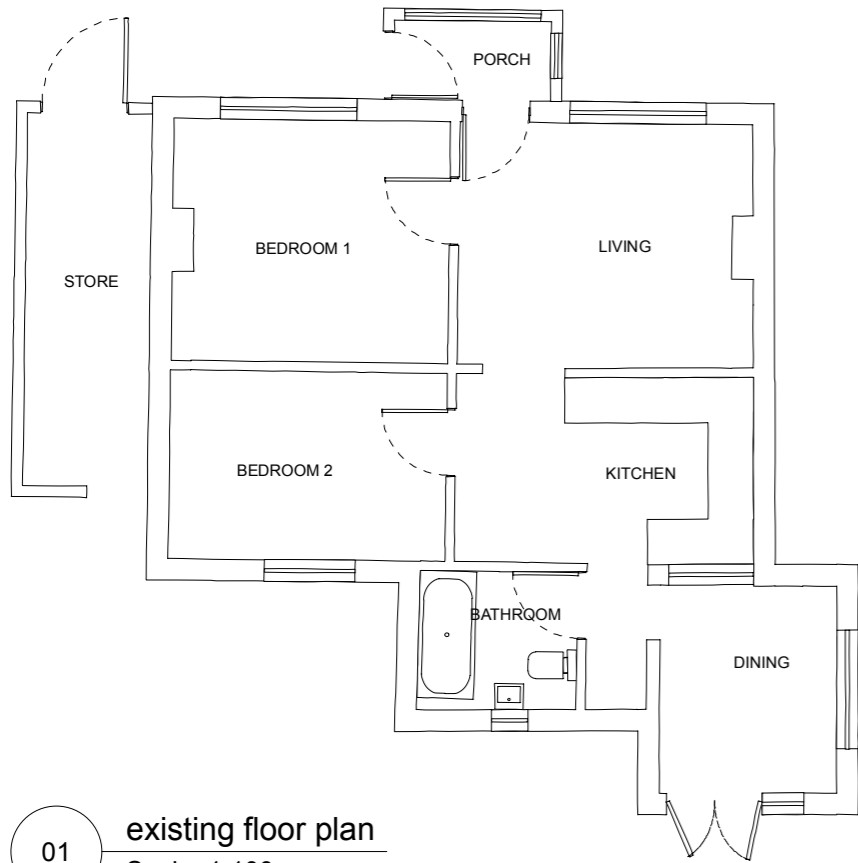 PORCH
BEDROOM 1
LIVING
STORE
BEDROOM 2
KITCHEN
BATHROOM
DINING
01
existing floor plan